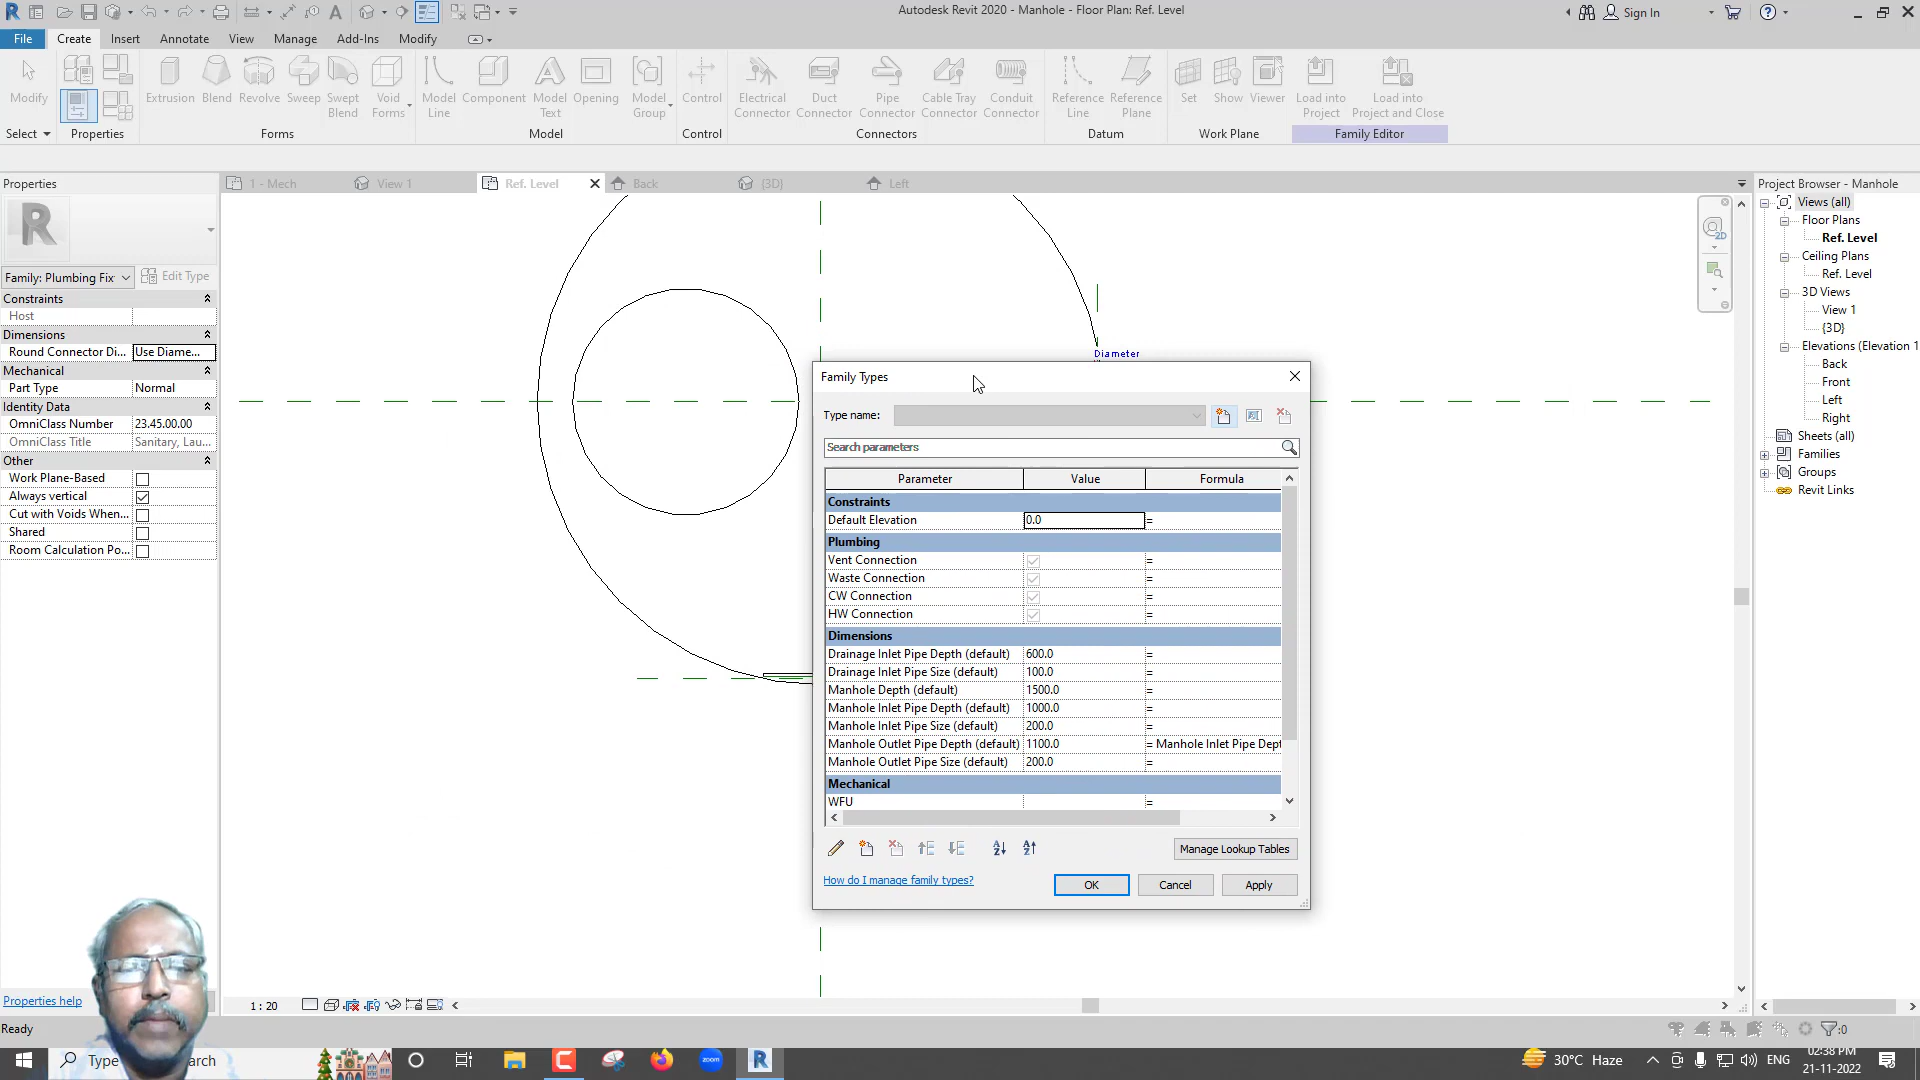 Autodesk Revit 2020 - Manhole - Floor Plan: Ref. Level
Sign In
File Create Insert Annotate View Manage Add-Ins Modify
Modify Extrusion Blend Revolve Sweep Swept Blend Void Forms Model Line Component Model Text Opening Model Group Control Electrical Connector Duct Connector Pipe Connector Cable Tray Connector Conduit Connector Reference Line Reference Plane Set Show Viewer Load into Project Load into Project and Close
Select Properties Forms Model Control Connectors Datum Work Plane Family Editor
Properties
1 - Mech View 1 Ref. Level Back {3D} Left
Project Browser - Manhole
Family: Plumbing Fix Edit Type
Constraints
Host
Dimensions
Round Connector Di... Use Diame...
Mechanical
Part Type Normal
Identity Data
OmniClass Number 23.45.00.00
OmniClass Title Sanitary, Lau...
Other
Work Plane-Based
Always vertical
Cut with Voids When...
Shared
Room Calculation Po...
Properties help
Diameter
Family Types
Type name:
Search parameters
Parameter Value Formula
Constraints
Default Elevation 0.0 =
Plumbing
Vent Connection =
Waste Connection =
CW Connection =
HW Connection =
Dimensions
Drainage Inlet Pipe Depth (default) 600.0 =
Drainage Inlet Pipe Size (default) 100.0 =
Manhole Depth (default) 1500.0 =
Manhole Inlet Pipe Depth (default) 1000.0 =
Manhole Inlet Pipe Size (default) 200.0 =
Manhole Outlet Pipe Depth (default) 1100.0 = Manhole Inlet Pipe Dept
Manhole Outlet Pipe Size (default) 200.0 =
Mechanical
WFU =
Manage Lookup Tables
How do I manage family types?
OK Cancel Apply
Views (all)
Floor Plans
Ref. Level
Ceiling Plans
Ref. Level
3D Views
View 1
{3D}
Elevations (Elevation 1
Back
Front
Left
Right
Sheets (all)
Families
Groups
Revit Links
1 : 20
Ready
:0
Type
arch
zoom
30°C Haze
ENG
02:38 PM
21-11-2022